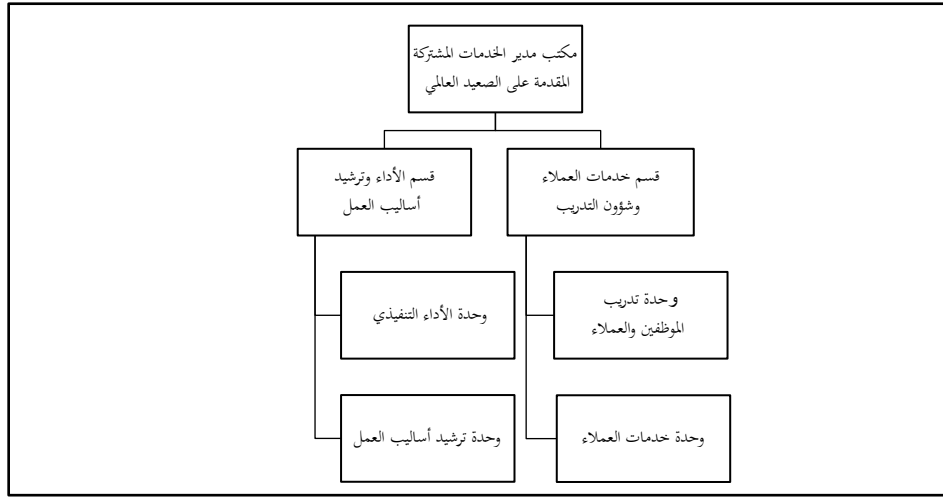 مكتب مدير الخدمات المشتركة
المقدمة على الصعيد العالمي
قسم خدمات العملاء
وشؤون التدريب
قسم الأداء وترشيد
أساليب العمل
وحدة تدريب
الموظفين والعملاء
وحدة الأداء التنفيذي
وحدة خدمات العملاء
وحدة ترشيد أساليب العمل